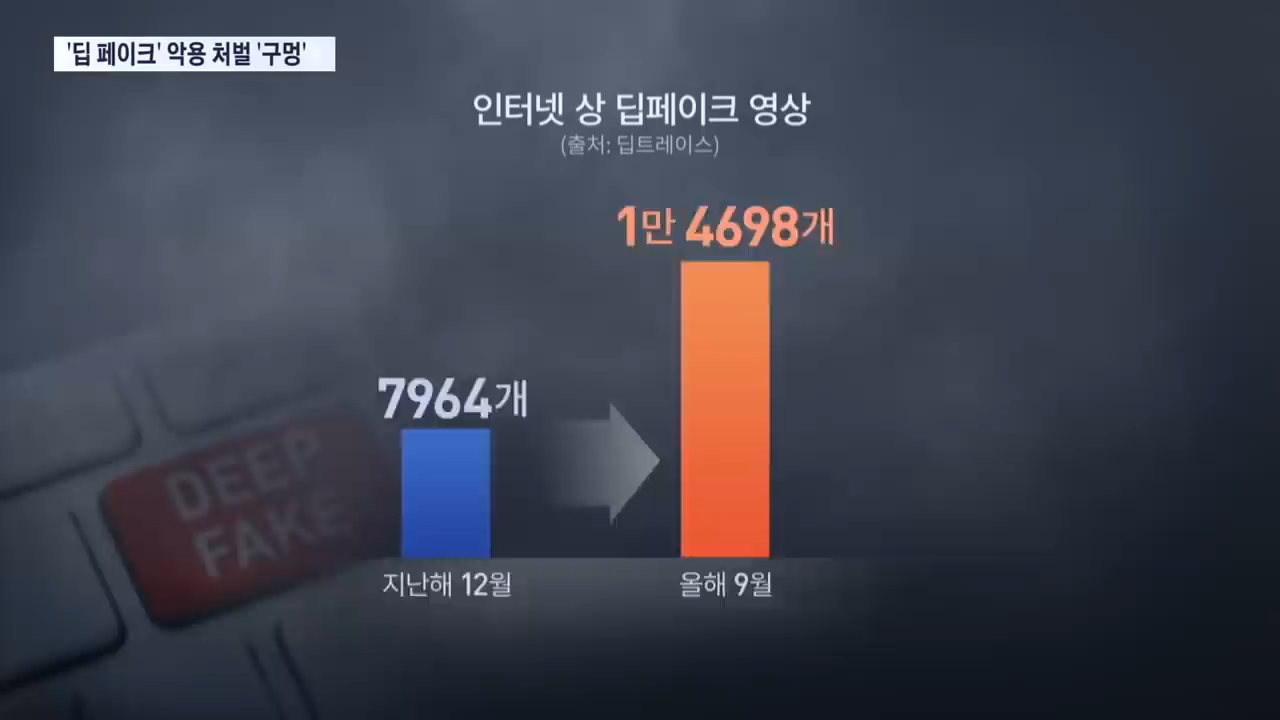 '딥 페이크' 악용 처벌 '구멍'
인터넷 상 딥페이크 영상
(출처: 딥트레이스)
1만 4698개
7964개
DEEP
FAKE
지난해 12월
올해 9월